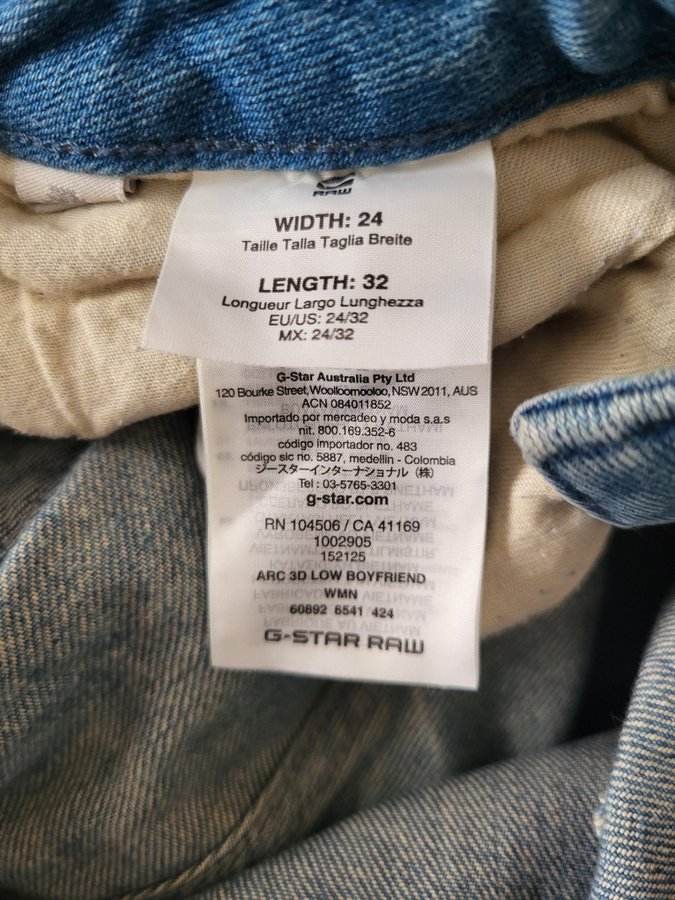 RAW
WIDTH: 24
Taille Talla Taglia Breite
LENGTH: 32
Longueur Largo Lunghezza
EU/US: 24/32
MX: 24/32
G-Star Australia Pty Ltd
120 Bourke Street, Woolloomooloo, NSW 2011, AUS
ACN 084011852
Importado por mercadeo y moda s.a.s
nit. 800.169.352-6
código importador no. 483
código sic no. 5887, medellin - Colombia
ジースターインターナショナル（株）
Tel : 03-5765-3301
g-star.com
RN 104506 / CA 41169
1002905
152125
ARC 3D LOW BOYFRIEND
WMN
60892 6541 424
G-STAR RAW